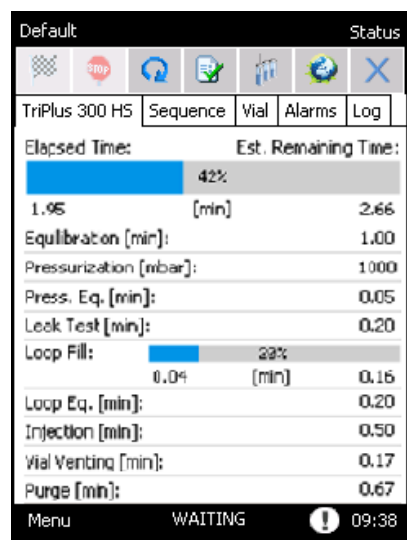 Default Status
STOP
TriPlus 300 HS Sequence Vial Alarms Log
Elapsed Time: Est. Remaining Time:
42%
1.95 [min] 2.66
Equilibration [min]: 1.00
Pressurization [mbar]: 1000
Press. Eq. [min]: 0.05
Leak Test [min]: 0.20
Loop Fill:
0.04 [min] 0.16
Loop Eq. [min]: 0.20
Injection [min]: 0.50
Vial Venting [min]: 0.17
Purge [min]: 0.67
Menu WAITING 09:38